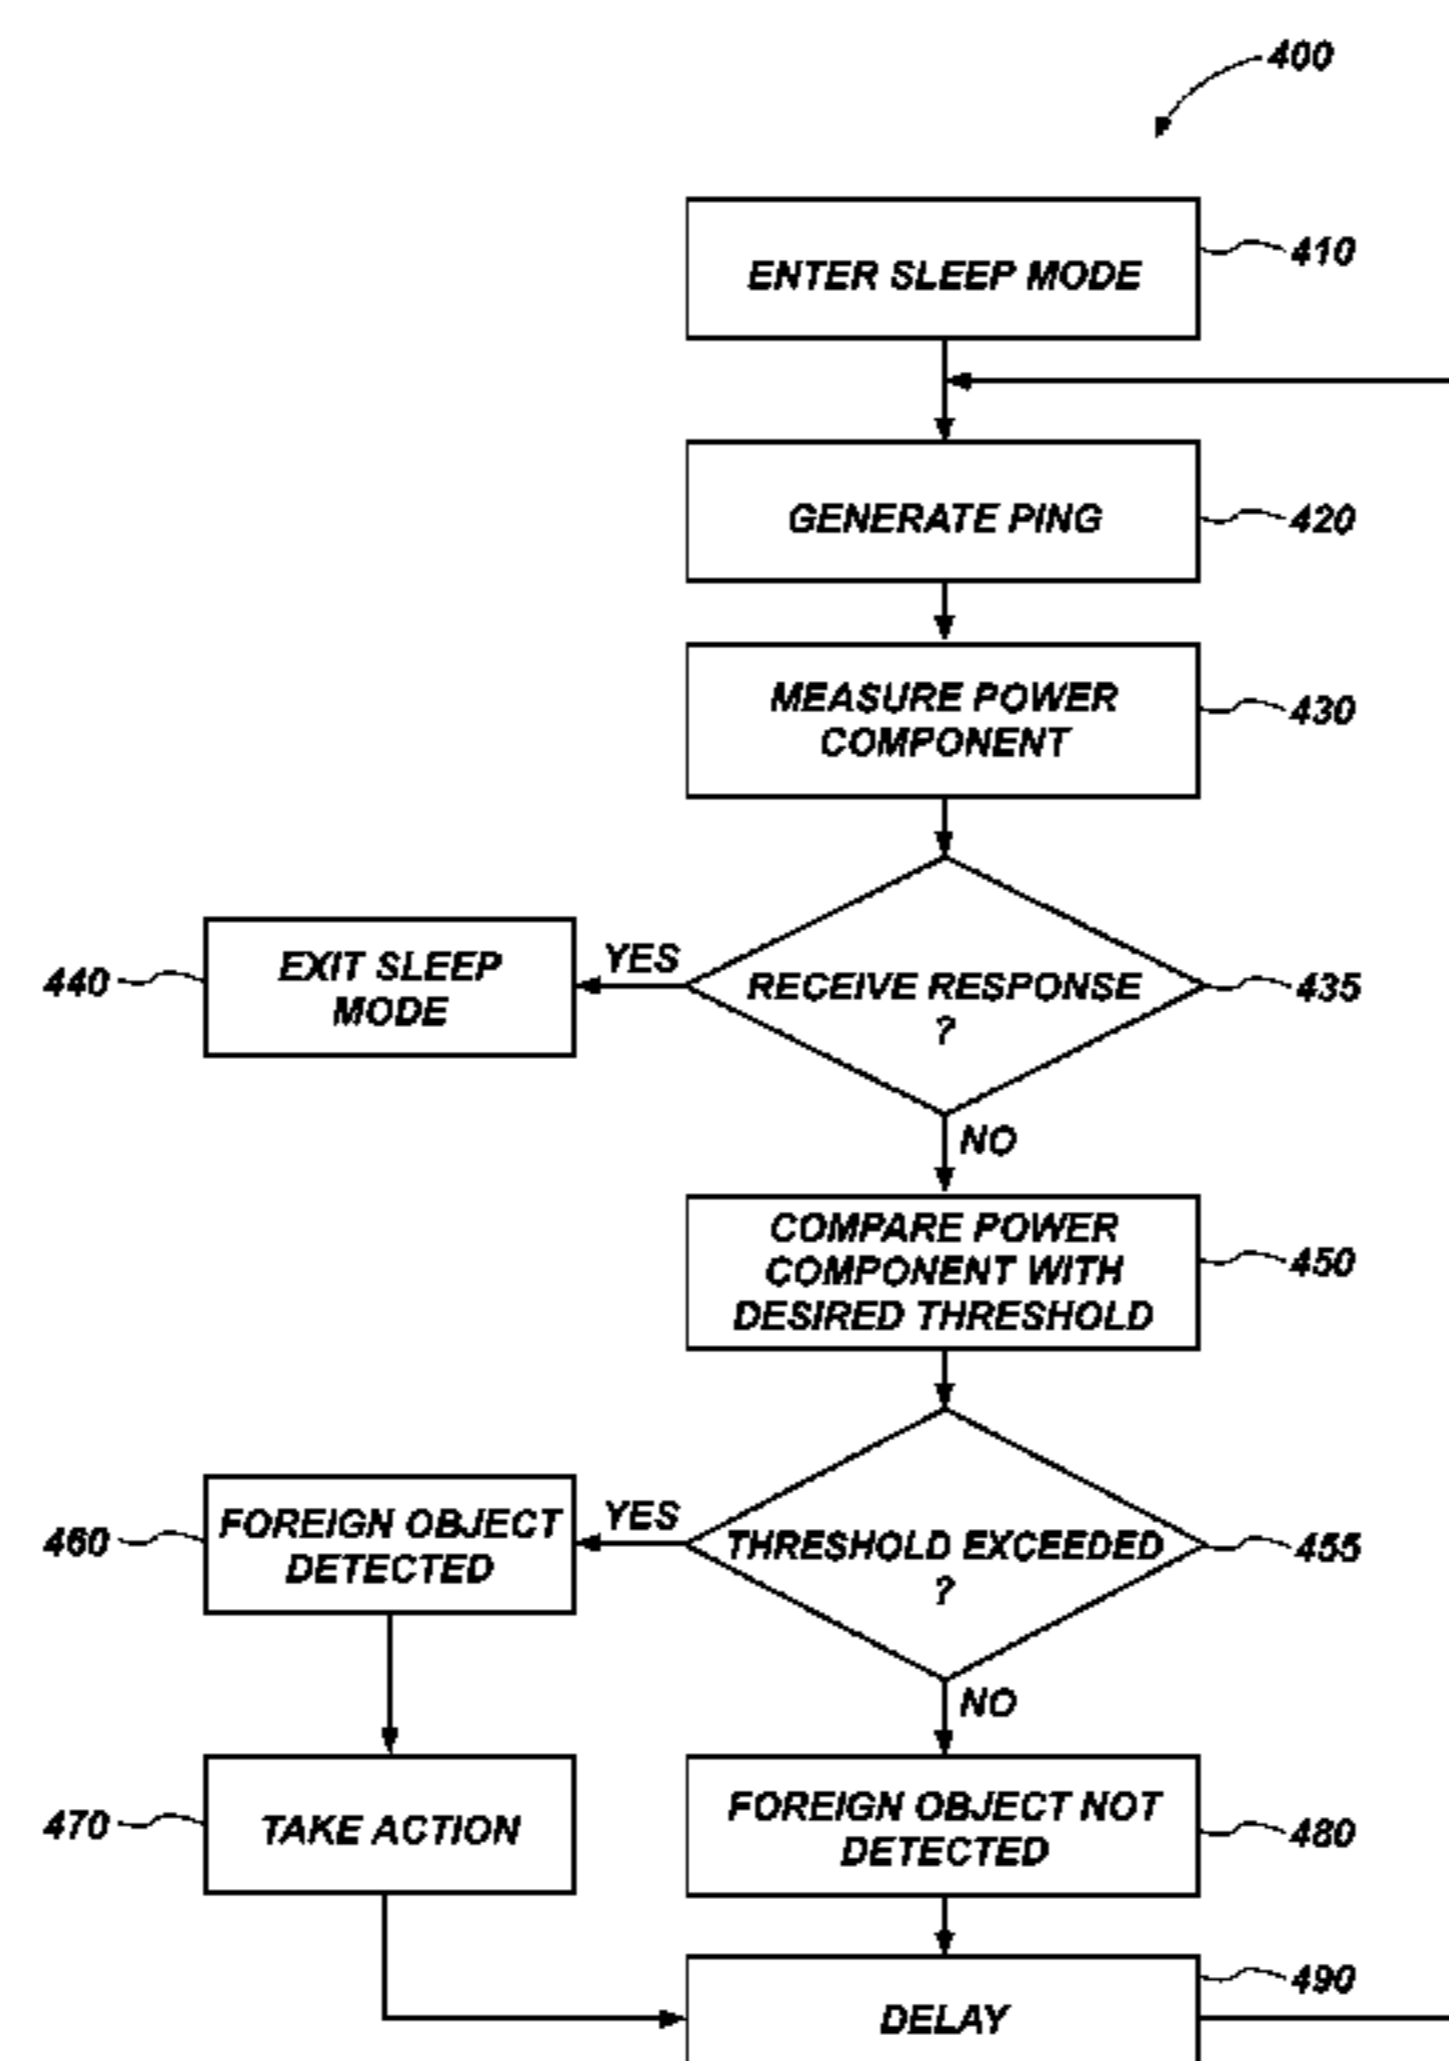 400
ENTER SLEEP MODE
410
GENERATE PING
420
MEASURE POWER
COMPONENT
430
EXIT SLEEP
MODE
440
YES
RECEIVE RESPONSE
?
435
NO
COMPARE POWER
COMPONENT WITH
DESIRED THRESHOLD
450
FOREIGN OBJECT
DETECTED
460
YES
THRESHOLD EXCEEDED
?
455
NO
TAKE ACTION
470
FOREIGN OBJECT NOT
DETECTED
480
DELAY
490